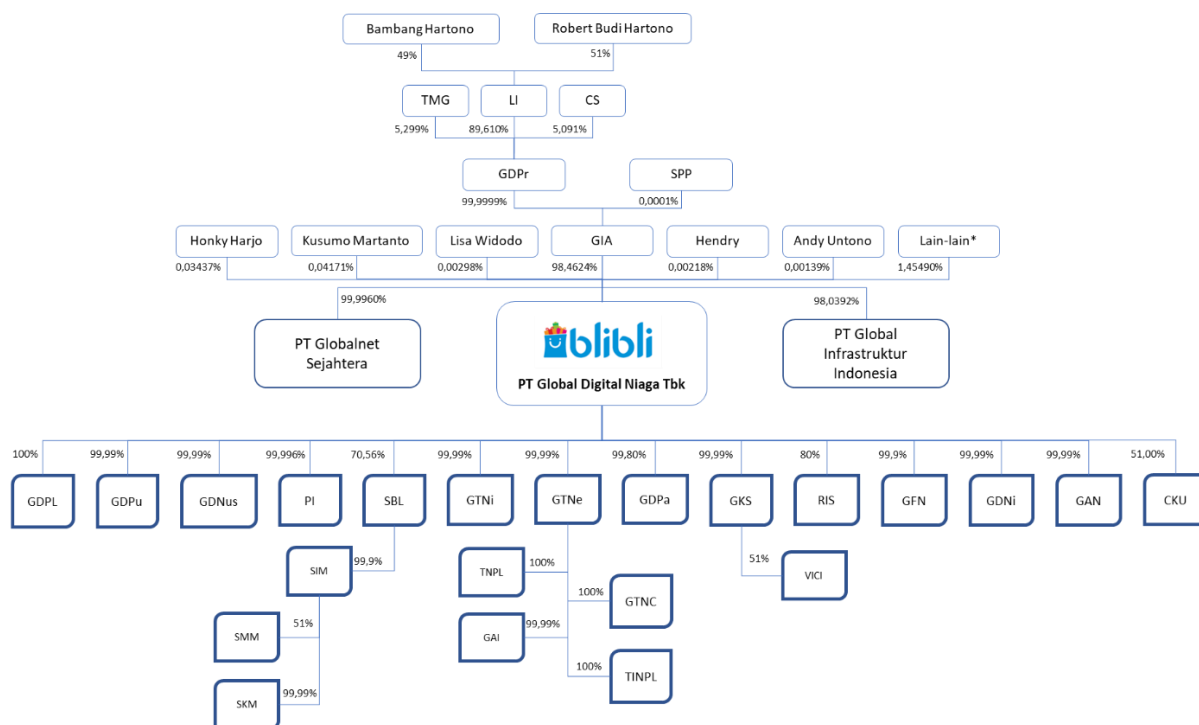 Bambang Hartono
Robert Budi Hartono
49%
51%
TMG
LI
CS
5,299%
89,610%
5,091%
GDPr
SPP
99,9999%
0,0001%
Honky Harjo
Kusumo Martanto
Lisa Widodo
GIA
Hendry
Andy Untono
Lain-lain*
0,03437%
0,04171%
0,00298%
98,4624%
0,00218%
0,00139%
1,45490%
99,9960%
98,0392%
PT Globalnet
Sejahtera
blibli
PT Global Digital Niaga Tbk
PT Global
Infrastruktur
Indonesia
100%
99,99%
99,99%
99,996%
70,56%
99,99%
99,99%
99,80%
99,99%
80%
99,9%
99,99%
99,99%
51,00%
GDPL
GDPu
GDNus
PI
SBL
GTNi
GTNe
GDPa
GKS
RIS
GFN
GDNi
GAN
CKU
SIM
99,9%
TNPL
100%
51%
VICI
100%
GTNC
SMM
51%
GAI
99,99%
100%
TINPL
SKM
99,99%